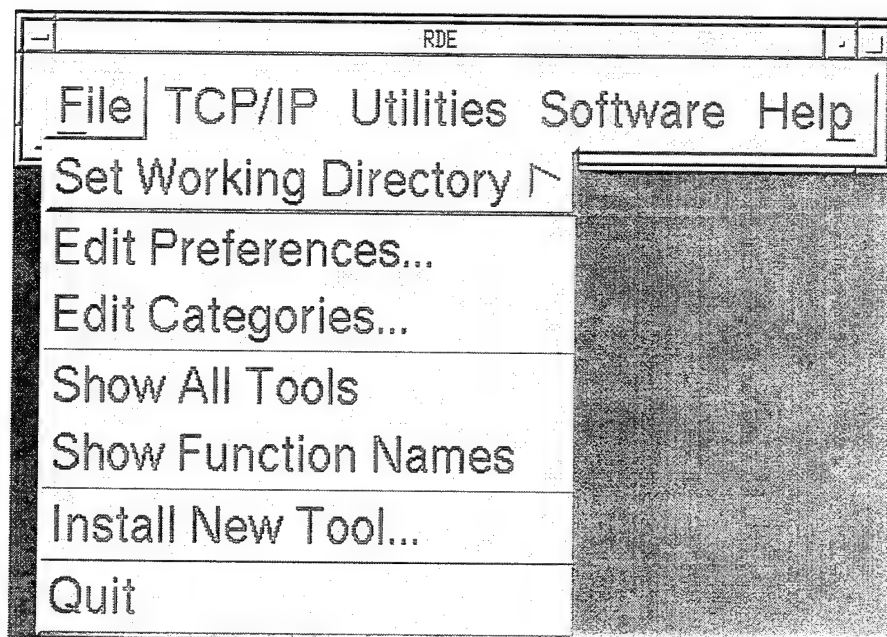 RDE
File TCP/IP Utilities Software Help
Set Working Directory
Edit Preferences...
Edit Categories...
Show All Tools
Show Function Names
Install New Tool...
Quit